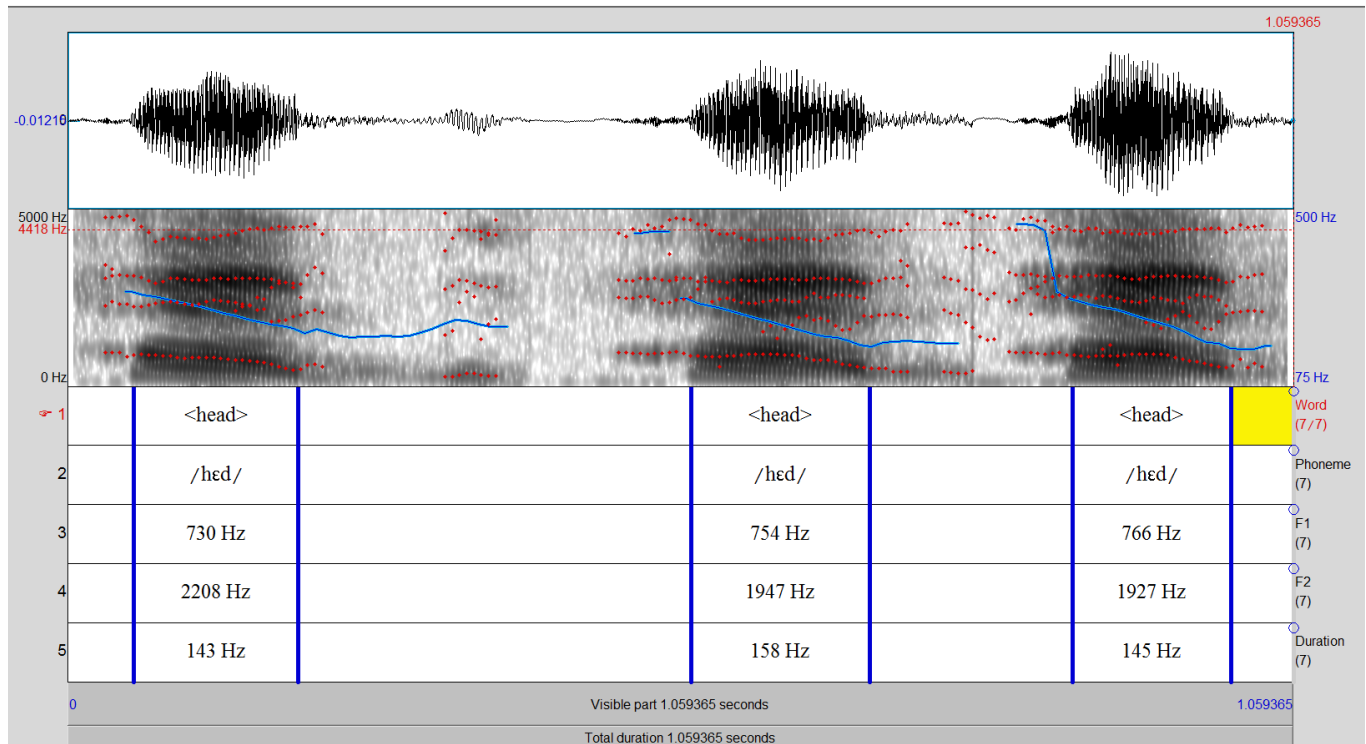 1.059365
-0.01210
5000 Hz 500 Hz
4418 Hz
0 Hz 75 Hz
☞ 1 <head> <head> <head> Word (7/7)
2 /hɛd/ /hɛd/ /hɛd/ Phoneme (7)
3 730 Hz 754 Hz 766 Hz F1 (7)
4 2208 Hz 1947 Hz 1927 Hz F2 (7)
5 143 Hz 158 Hz 145 Hz Duration (7)
0 Visible part 1.059365 seconds 1.059365
Total duration 1.059365 seconds